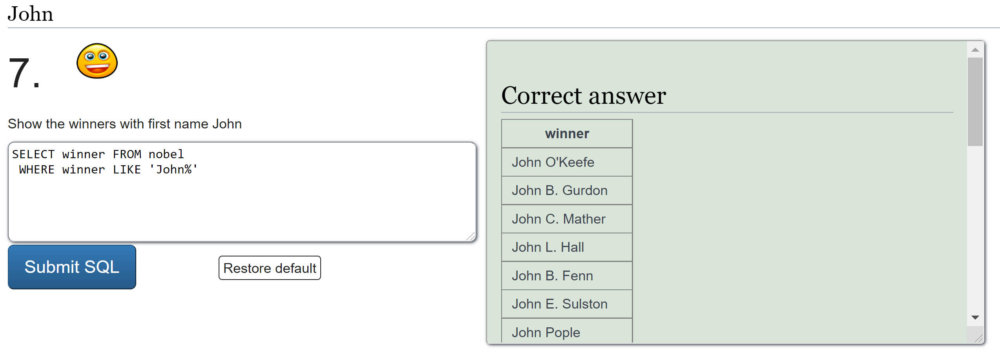 John
7.
Show the winners with first name John
SELECT winner FROM nobel
 WHERE winner LIKE 'John%'
Submit SQL
Restore default
Correct answer
winner
John O'Keefe
John B. Gurdon
John C. Mather
John L. Hall
John B. Fenn
John E. Sulston
John Pople